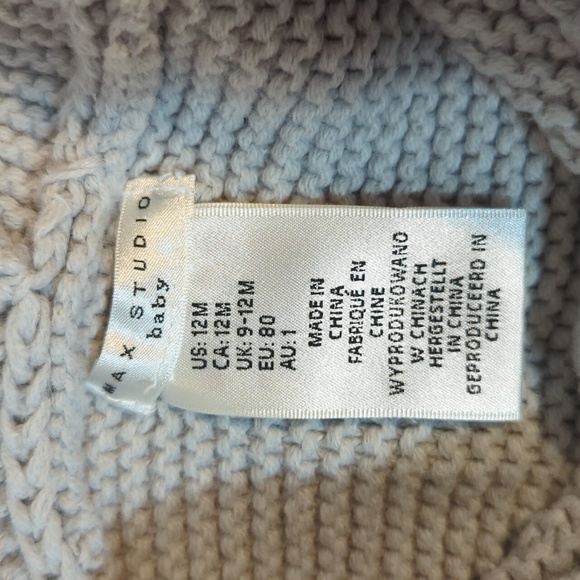 MAX STUDIO
baby
US: 12M
CA: 12M
UK: 9-12M
EU: 80
AU: 1
MADE IN
CHINA
FABRIQUÉ EN
CHINE
WYPRODUKOWANO
W CHINACH
HERGESTELLT
IN CHINA
GEPRODUCEERD IN
CHINA